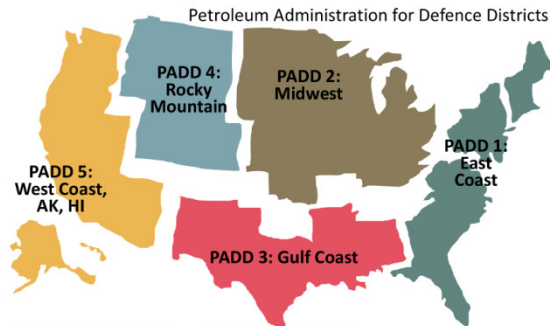 Petroleum Administration for Defence Districts
PADD 4:
Rocky
Mountain
PADD 2:
Midwest
PADD 1:
East
Coast
PADD 5:
West Coast,
AK, HI
PADD 3: Gulf Coast